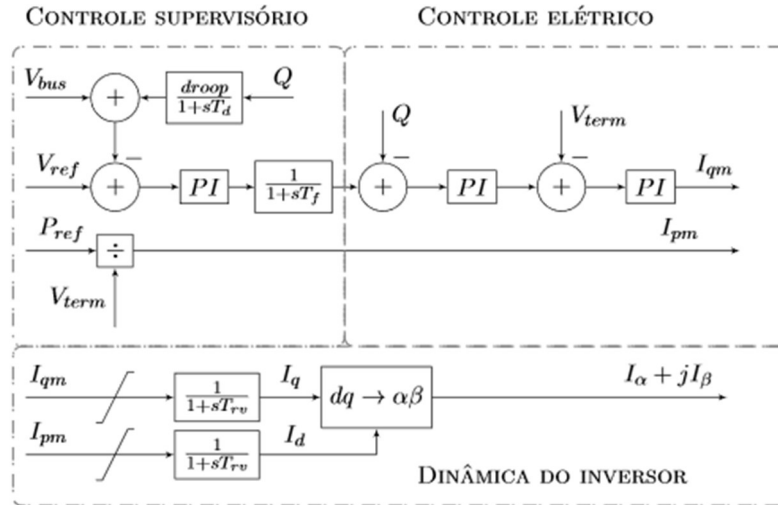 CONTROLE SUPERVISÓRIO
CONTROLE ELÉTRICO
V_bus + droop/1+sT_d Q
Q V_term
V_ref + − PI 1/1+sT_f + − PI + − PI I_qm
P_ref ÷ I_pm
V_term
I_qm 1/1+sT_rv I_q dq → αβ I_α + jI_β
I_pm 1/1+sT_rv I_d
DINÂMICA DO INVERSOR